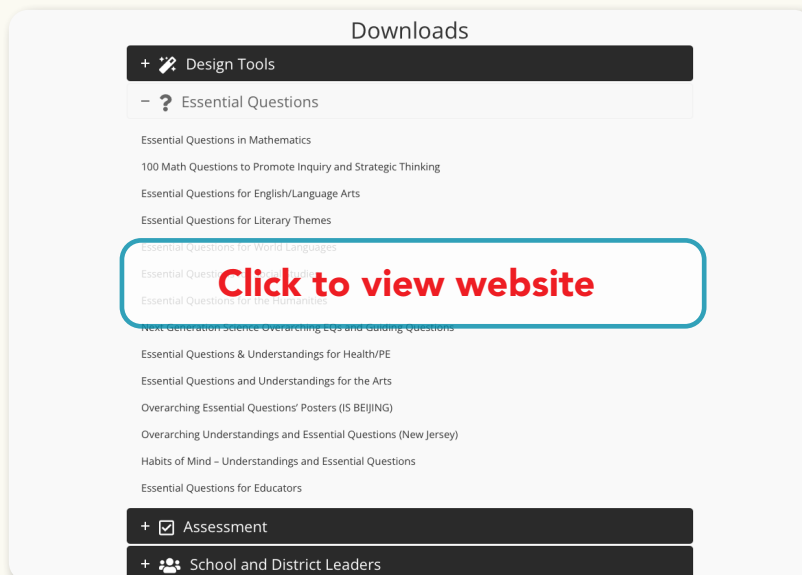 Downloads
+ Design Tools
− ? Essential Questions
Essential Questions in Mathematics
100 Math Questions to Promote Inquiry and Strategic Thinking
Essential Questions for English/Language Arts
Essential Questions for Literary Themes
Essential Questions for World Languages
Essential Questions Social Studies
Click to view website
Essential Questions for the Humanities
Next Generation Science Overarching EQs and Guiding Questions
Essential Questions & Understandings for Health/PE
Essential Questions and Understandings for the Arts
Overarching Essential Questions’ Posters (IS BEIJING)
Overarching Understandings and Essential Questions (New Jersey)
Habits of Mind – Understandings and Essential Questions
Essential Questions for Educators
+ Assessment
+ School and District Leaders